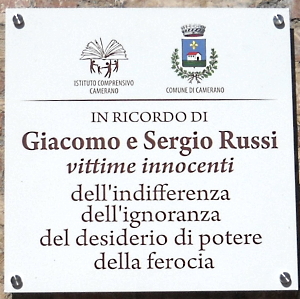 ISTITUTO COMPRENSIVO
CAMERANO
COMUNE DI CAMERANO
IN RICORDO DI
Giacomo e Sergio Russi
vittime innocenti
dell'indifferenza
dell'ignoranza
del desiderio di potere
della ferocia